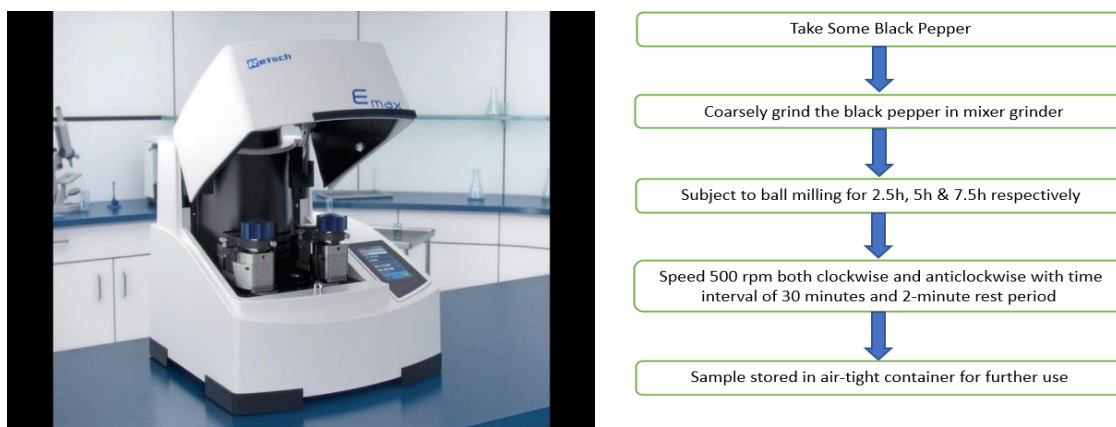 Retsch
Emax
Take Some Black Pepper
Coarsely grind the black pepper in mixer grinder
Subject to ball milling for 2.5h, 5h & 7.5h respectively
Speed 500 rpm both clockwise and anticlockwise with time
interval of 30 minutes and 2-minute rest period
Sample stored in air-tight container for further use